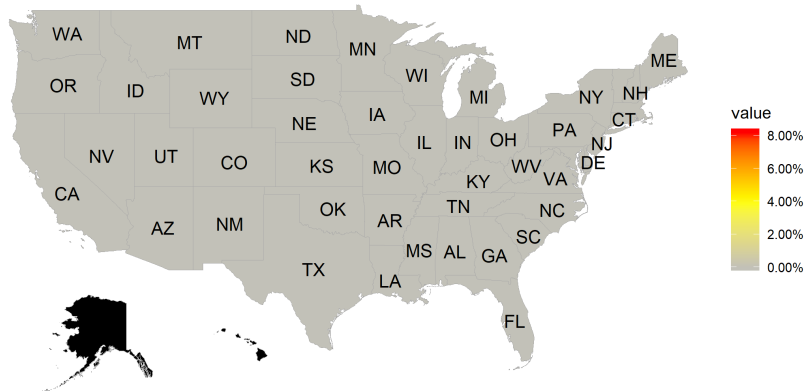 WA
MT
ND
MN
OR
ID
WY
SD
WI
MI
ME
NY
NH
CT
NE
IA
PA
NJ
NV
UT
CO
KS
MO
IL
IN
OH
DE
WV
VA
KY
CA
AZ
NM
OK
AR
TN
NC
SC
TX
LA
MS
AL
GA
FL
value
8.00%
6.00%
4.00%
2.00%
0.00%